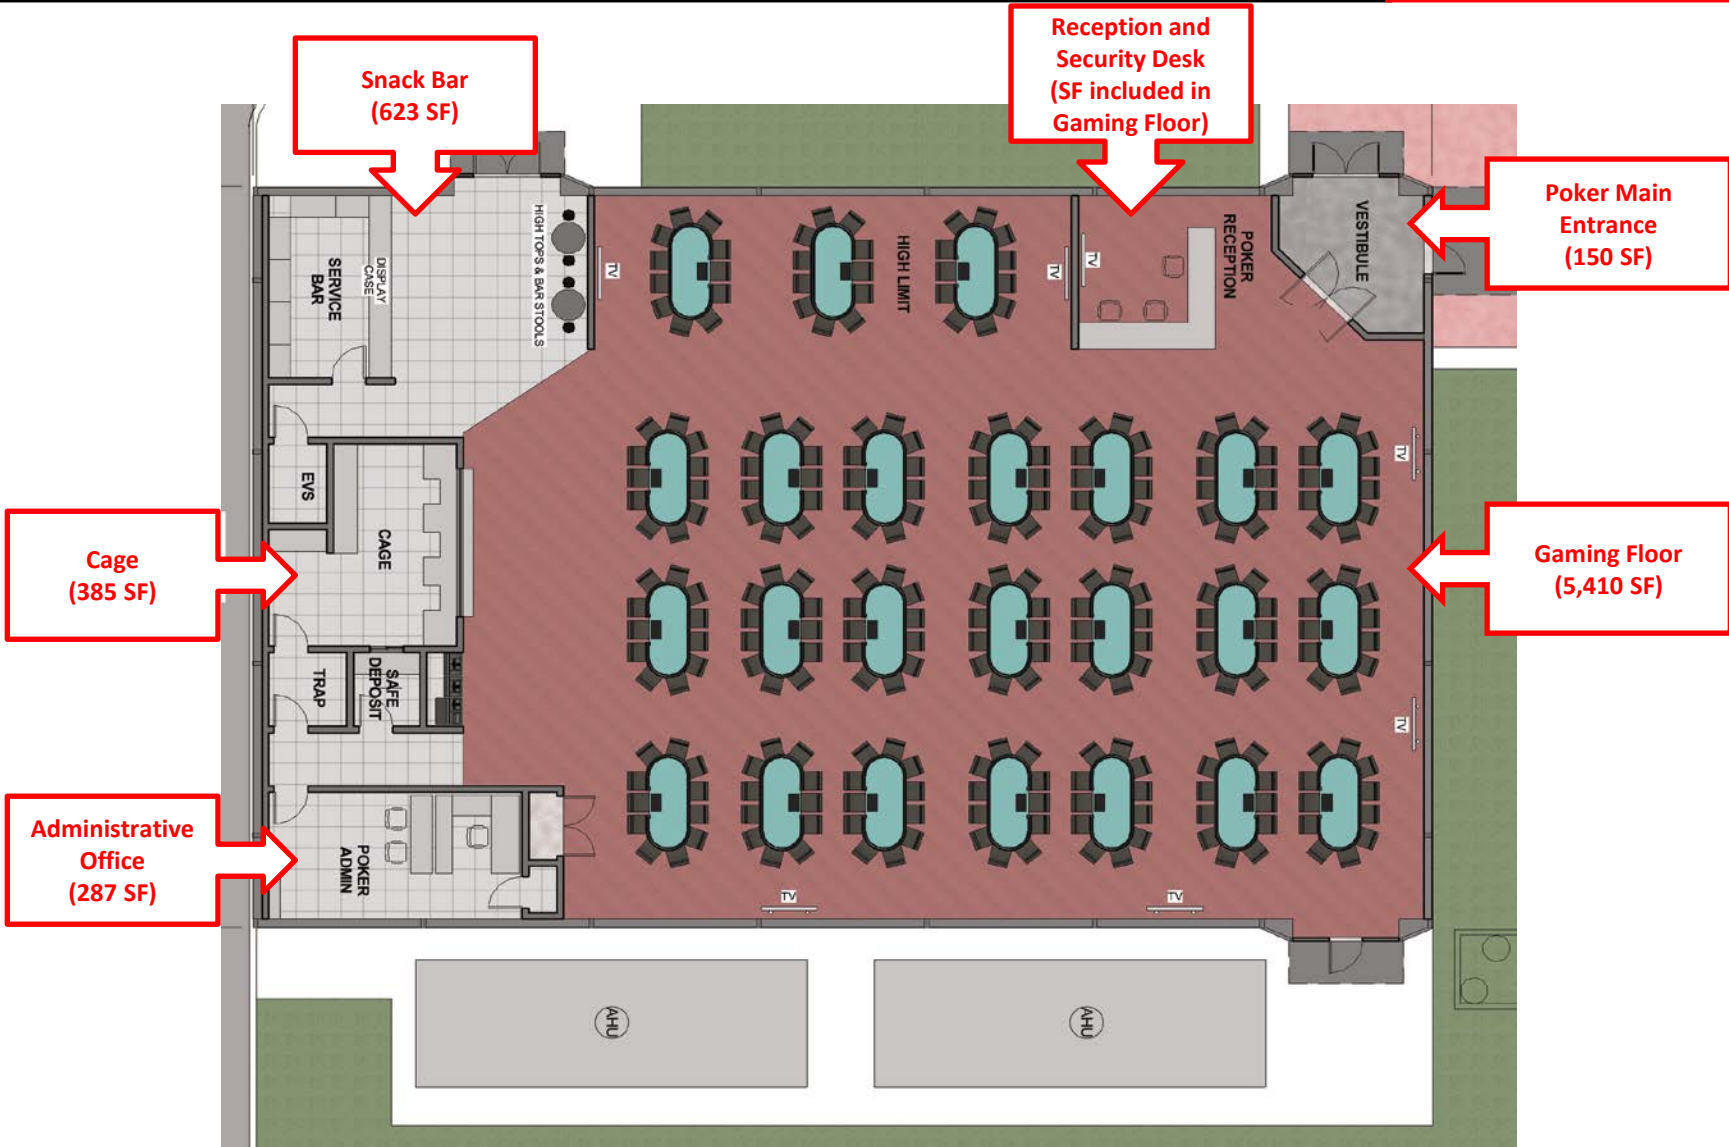 Reception and
Security Desk
(SF included in
Gaming Floor)
Snack Bar
(623 SF)
Poker Main
Entrance
(150 SF)
HIGH TOPS & BAR STOOLS
DISPLAY
CASE
SERVICE
BAR
TV
HIGH LIMIT
TV
TV
POKER
RECEPTION
VESTIBULE
TV
EVS
CAGE
Cage
(385 SF)
Gaming Floor
(5,410 SF)
TRAP
SAFE
DEPOSIT
TV
Administrative
Office
(287 SF)
POKER
ADMIN
TV
TV
AHU
AHU